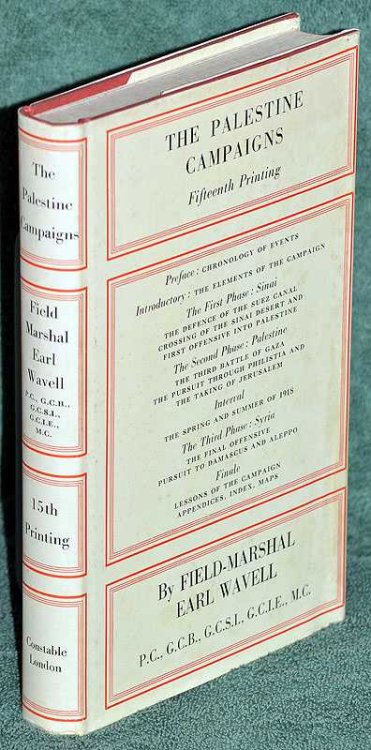 The
Palestine
Campaigns
Field
Marshal
Earl
Wavell
P.C., G.C.B.,
G.C.S.I.,
G.C.I.E.,
M.C.
15th
Printing
Constable
London
THE PALESTINE
CAMPAIGNS
Fifteenth Printing
Preface: CHRONOLOGY OF EVENTS
Introductory: THE ELEMENTS OF THE CAMPAIGN
The First Phase: Sinai
THE DEFENCE OF THE SUEZ CANAL
CROSSING OF THE SINAI DESERT AND
FIRST OFFENSIVE INTO PALESTINE
The Second Phase: Palestine
THE THIRD BATTLE OF GAZA
THE PURSUIT THROUGH PHILISTIA AND
THE TAKING OF JERUSALEM
Interval
THE SPRING AND SUMMER OF 1918
The Third Phase: Syria
THE FINAL OFFENSIVE
PURSUIT TO DAMASCUS AND ALEPPO
Finale
LESSONS OF THE CAMPAIGN
APPENDICES, INDEX, MAPS
By FIELD-MARSHAL
EARL WAVELL
P.C., G.C.B., G.C.S.I., G.C.I.E., M.C.